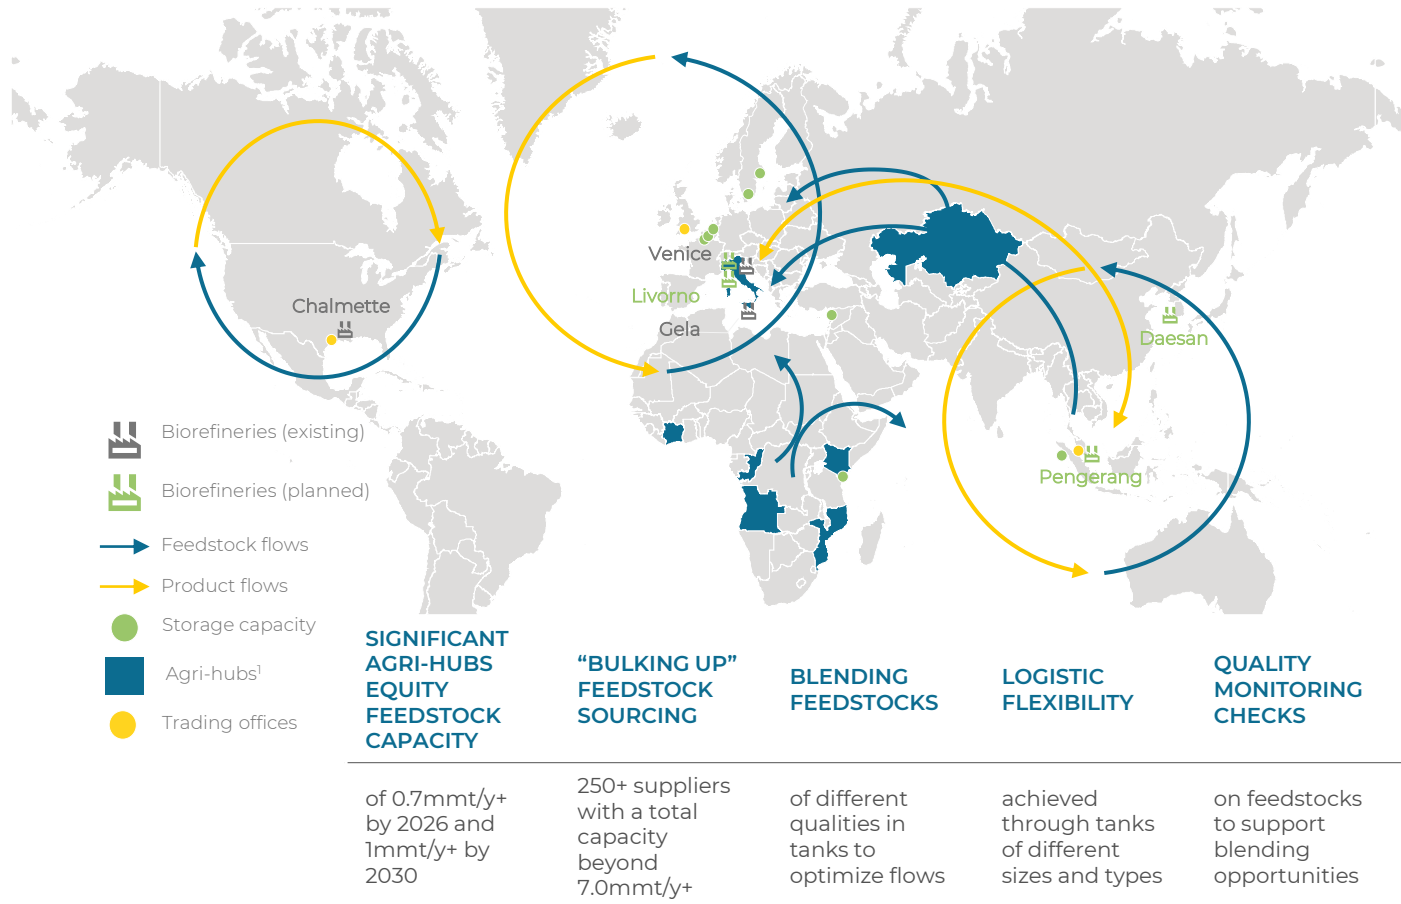 Venice
Livorno
Gela
Chalmette
Daesan
Pengerang
Biorefineries (existing)
Biorefineries (planned)
Feedstock flows
Product flows
Storage capacity
Agri-hubs¹
Trading offices
SIGNIFICANT
AGRI-HUBS
EQUITY
FEEDSTOCK
CAPACITY
of 0.7mmt/y+
by 2026 and
1mmt/y+ by
2030
“BULKING UP”
FEEDSTOCK
SOURCING
250+ suppliers
with a total
capacity
beyond
7.0mmt/y+
BLENDING
FEEDSTOCKS
of different
qualities in
tanks to
optimize flows
LOGISTIC
FLEXIBILITY
achieved
through tanks
of different
sizes and types
QUALITY
MONITORING
CHECKS
on feedstocks
to support
blending
opportunities